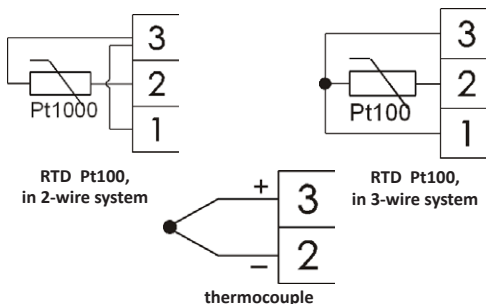 3
2
1
Pt1000
RTD Pt100,
in 2-wire system
3
2
1
Pt100
RTD Pt100,
in 3-wire system
+
3
2
–
thermocouple